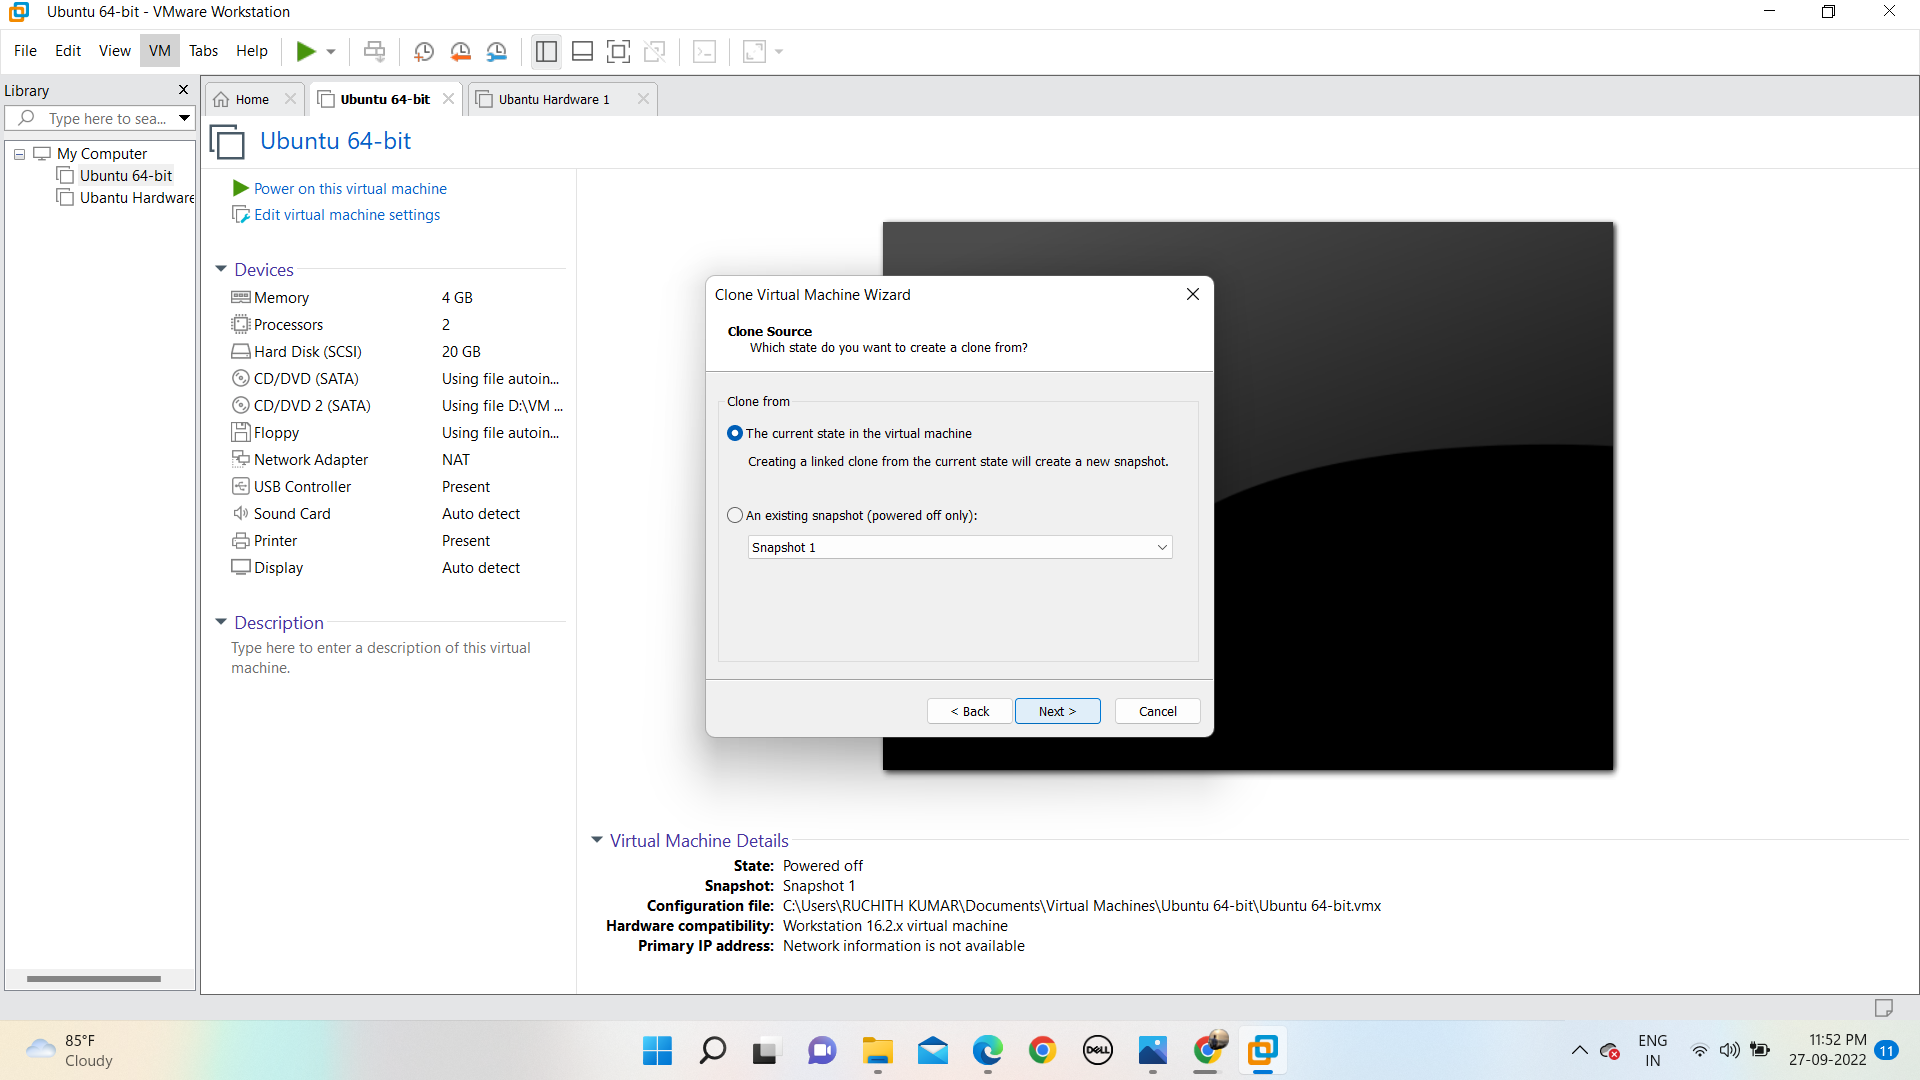 Ubuntu 64-bit - VMware Workstation
File Edit View VM Tabs Help
Library
Type here to sea...
My Computer
Ubuntu 64-bit
Ubantu Hardware
Home
Ubuntu 64-bit
Ubantu Hardware 1
Ubuntu 64-bit
Power on this virtual machine
Edit virtual machine settings
Devices
Memory 4 GB
Processors 2
Hard Disk (SCSI) 20 GB
CD/DVD (SATA) Using file autoin...
CD/DVD 2 (SATA) Using file D:\VM ...
Floppy Using file autoin...
Network Adapter NAT
USB Controller Present
Sound Card Auto detect
Printer Present
Display Auto detect
Description
Type here to enter a description of this virtual
machine.
Clone Virtual Machine Wizard
Clone Source
Which state do you want to create a clone from?
Clone from
The current state in the virtual machine
Creating a linked clone from the current state will create a new snapshot.
An existing snapshot (powered off only):
Snapshot 1
< Back Next > Cancel
Virtual Machine Details
State: Powered off
Snapshot: Snapshot 1
Configuration file: C:\Users\RUCHITH KUMAR\Documents\Virtual Machines\Ubuntu 64-bit\Ubuntu 64-bit.vmx
Hardware compatibility: Workstation 16.2.x virtual machine
Primary IP address: Network information is not available
85°F
Cloudy
DELL
ENG
IN
11:52 PM
27-09-2022
11